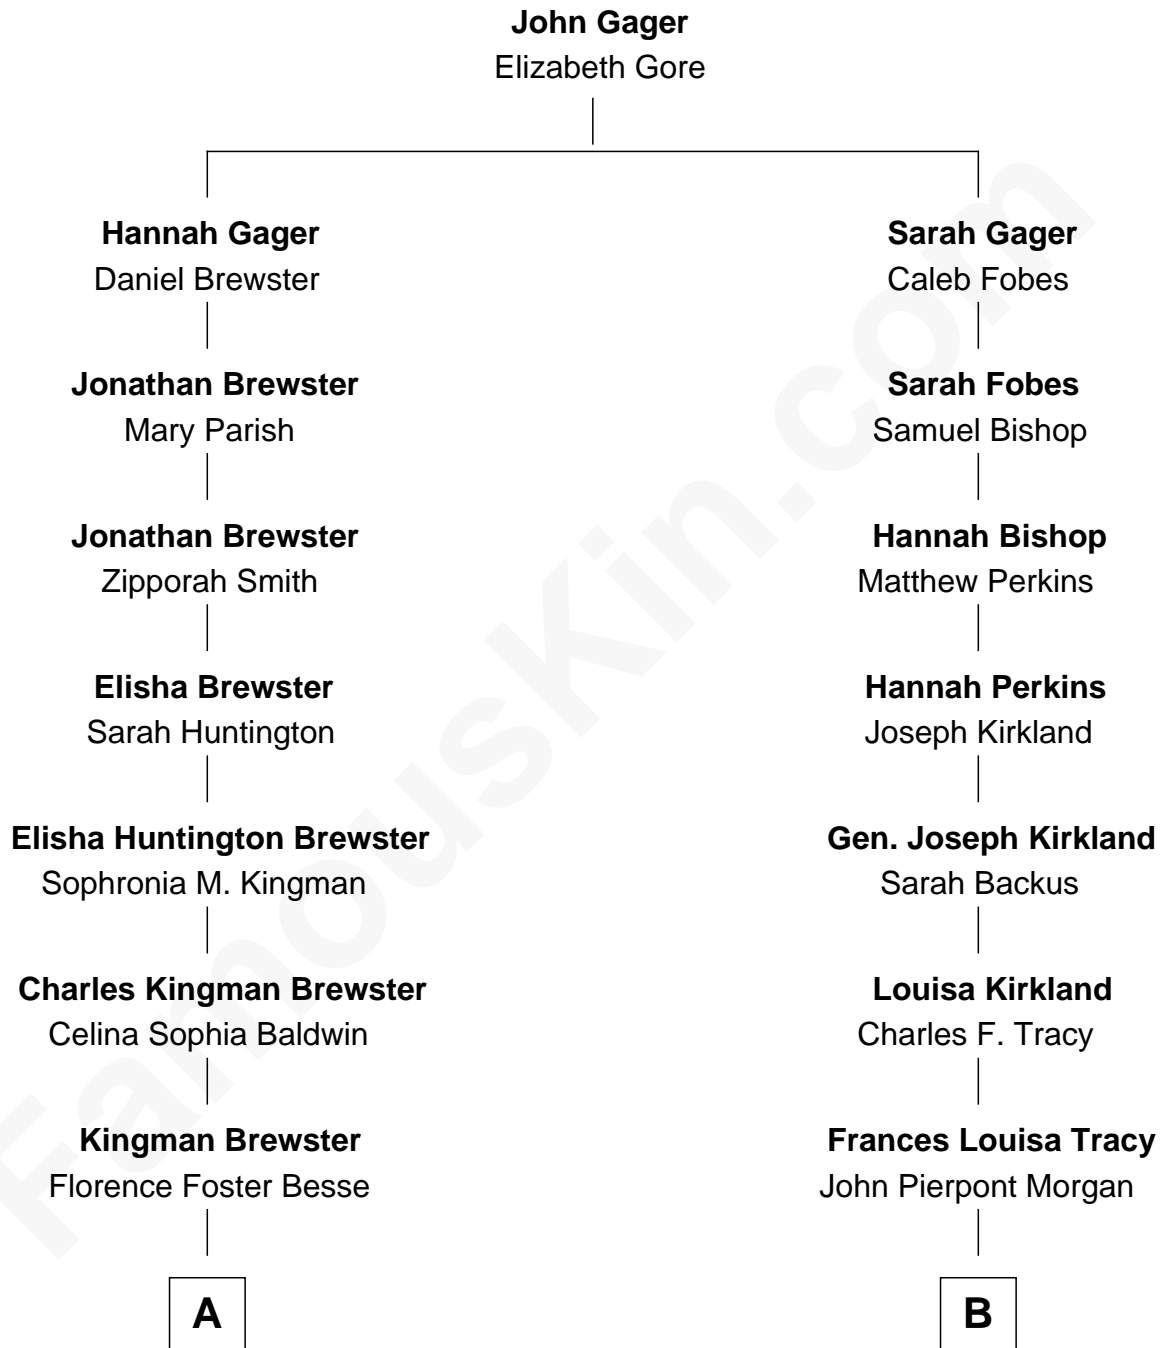 John Gager
Elizabeth Gore
Hannah Gager
Daniel Brewster
Sarah Gager
Caleb Fobes
Jonathan Brewster
Mary Parish
Sarah Fobes
Samuel Bishop
Jonathan Brewster
Zipporah Smith
Hannah Bishop
Matthew Perkins
Elisha Brewster
Sarah Huntington
Hannah Perkins
Joseph Kirkland
Elisha Huntington Brewster
Sophronia M. Kingman
Gen. Joseph Kirkland
Sarah Backus
Charles Kingman Brewster
Celina Sophia Baldwin
Louisa Kirkland
Charles F. Tracy
Kingman Brewster
Florence Foster Besse
Frances Louisa Tracy
John Pierpont Morgan
A
B
FamousKin.com